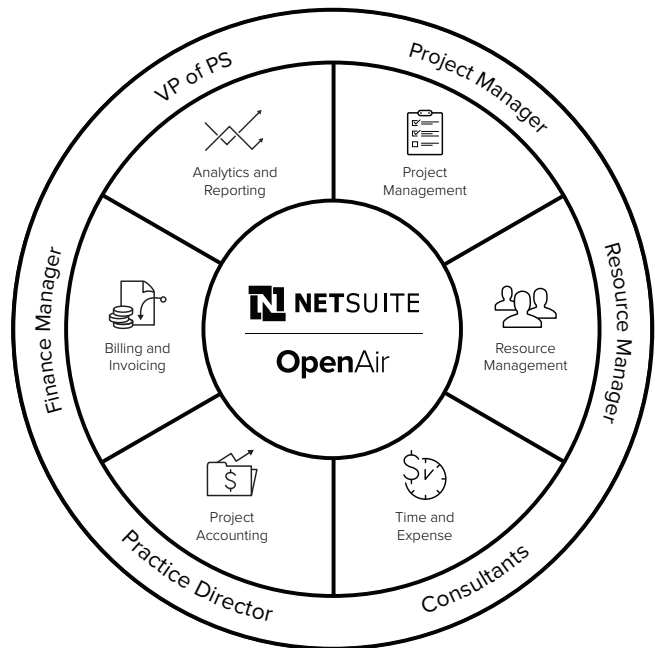 VP of PS
Project Manager
Analytics and
Reporting
Project
Management
Finance Manager
Billing and
Invoicing
NETSUITE
OpenAir
Resource
Management
Resource Manager
Project
Accounting
Time and
Expense
Practice Director
Consultants